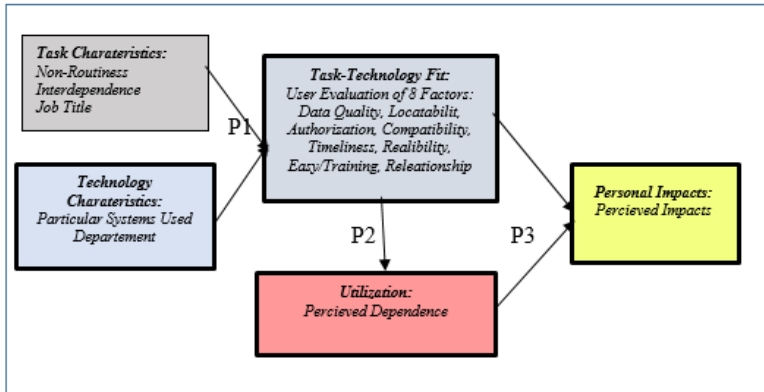 Task Charateristics:
Non-Routiness
Interdependence
Job Title
P1
Technology
Charateristics:
Particular Systems Used
Departement
Task-Technology Fit:
User Evaluation of 8 Factors:
Data Quality, Locatabilit,
Authorization, Compatibility,
Timeliness, Realibility,
Easy/Training, Releationship
P2
Utilization:
Percieved Dependence
P3
Personal Impacts:
Percieved Impacts